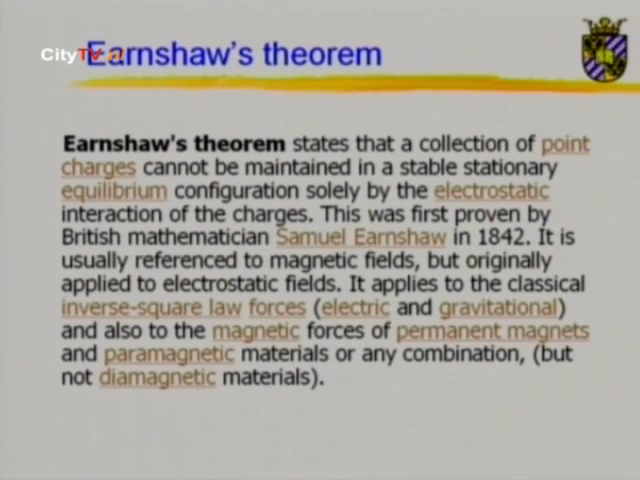 CityTV.nl
Earnshaw's theorem
Earnshaw's theorem states that a collection of point
charges cannot be maintained in a stable stationary
equilibrium configuration solely by the electrostatic
interaction of the charges. This was first proven by
British mathematician Samuel Earnshaw in 1842. It is
usually referenced to magnetic fields, but originally
applied to electrostatic fields. It applies to the classical
inverse-square law forces (electric and gravitational)
and also to the magnetic forces of permanent magnets
and paramagnetic materials or any combination, (but
not diamagnetic materials).